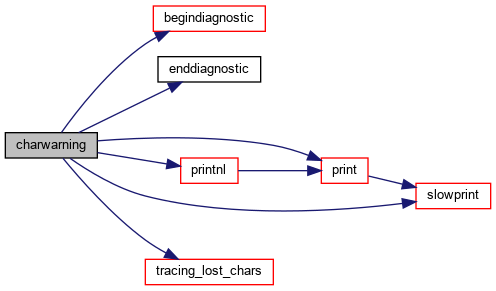 begindiagnostic
enddiagnostic
charwarning
printnl
print
slowprint
tracing_lost_chars